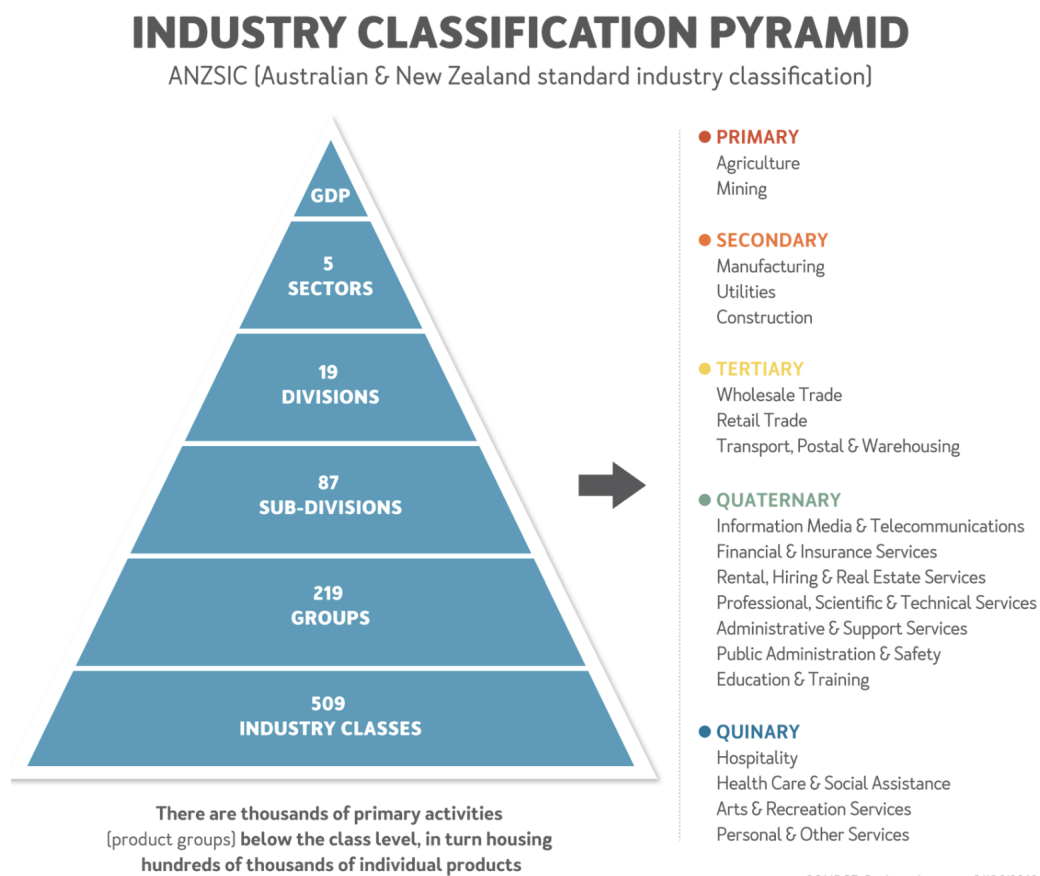 INDUSTRY CLASSIFICATION PYRAMID
ANZSIC (Australian & New Zealand standard industry classification)
GDP
5
SECTORS
19
DIVISIONS
87
SUB-DIVISIONS
219
GROUPS
509
INDUSTRY CLASSES
There are thousands of primary activities
(product groups) below the class level, in turn housing
hundreds of thousands of individual products
PRIMARY
Agriculture
Mining
SECONDARY
Manufacturing
Utilities
Construction
TERTIARY
Wholesale Trade
Retail Trade
Transport, Postal & Warehousing
QUATERNARY
Information Media & Telecommunications
Financial & Insurance Services
Rental, Hiring & Real Estate Services
Professional, Scientific & Technical Services
Administrative & Support Services
Public Administration & Safety
Education & Training
QUINARY
Hospitality
Health Care & Social Assistance
Arts & Recreation Services
Personal & Other Services